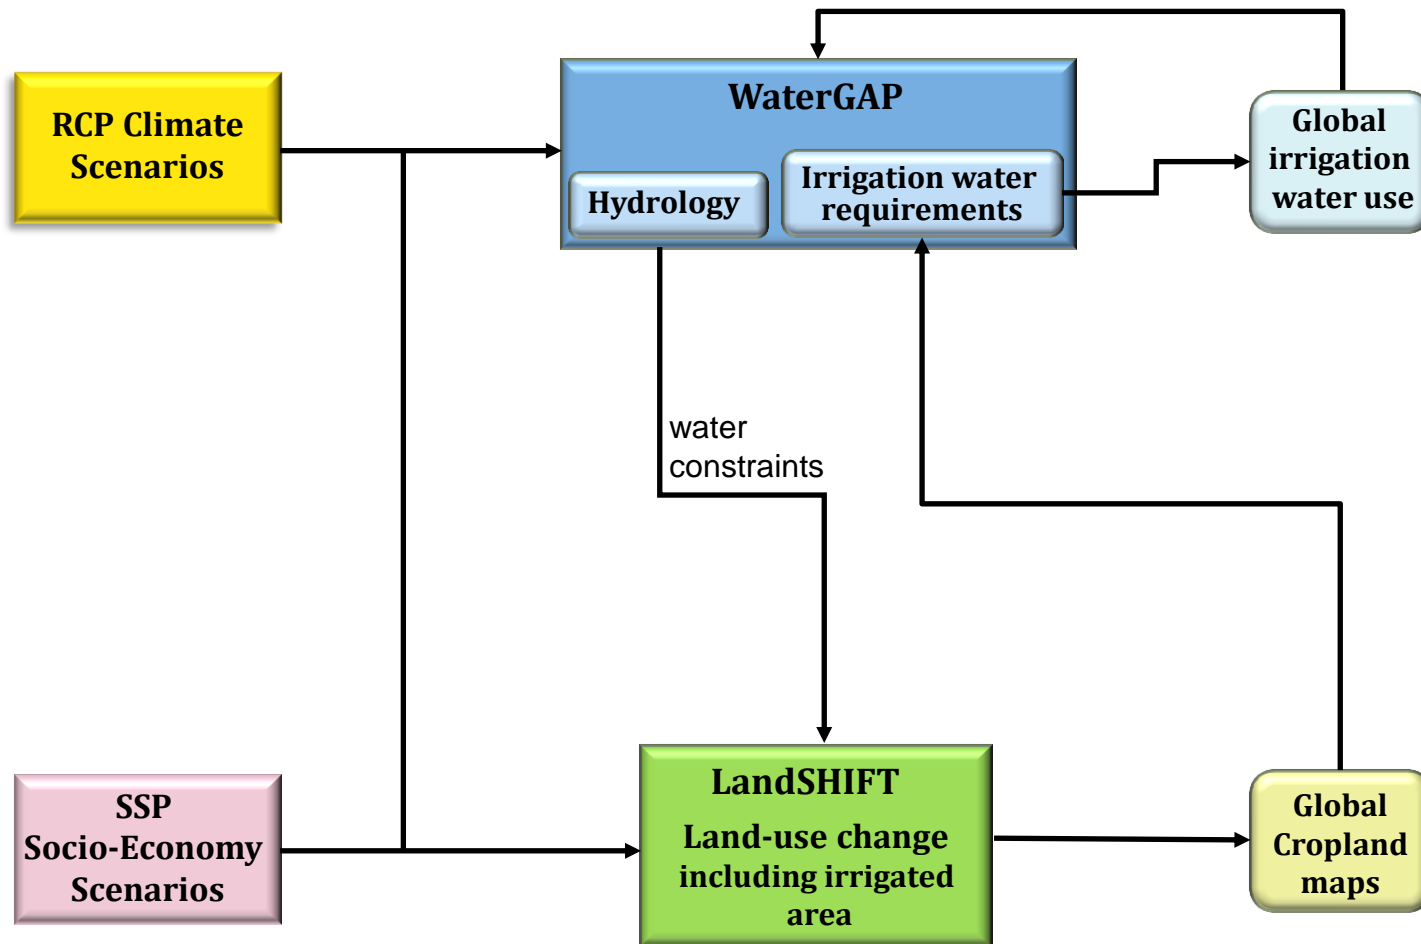 RCP Climate
Scenarios
WaterGAP
Hydrology
Irrigation water
requirements
Global
irrigation
water use
water
constraints
SSP
Socio-Economy
Scenarios
LandSHIFT
Land-use change
including irrigated
area
Global
Cropland
maps